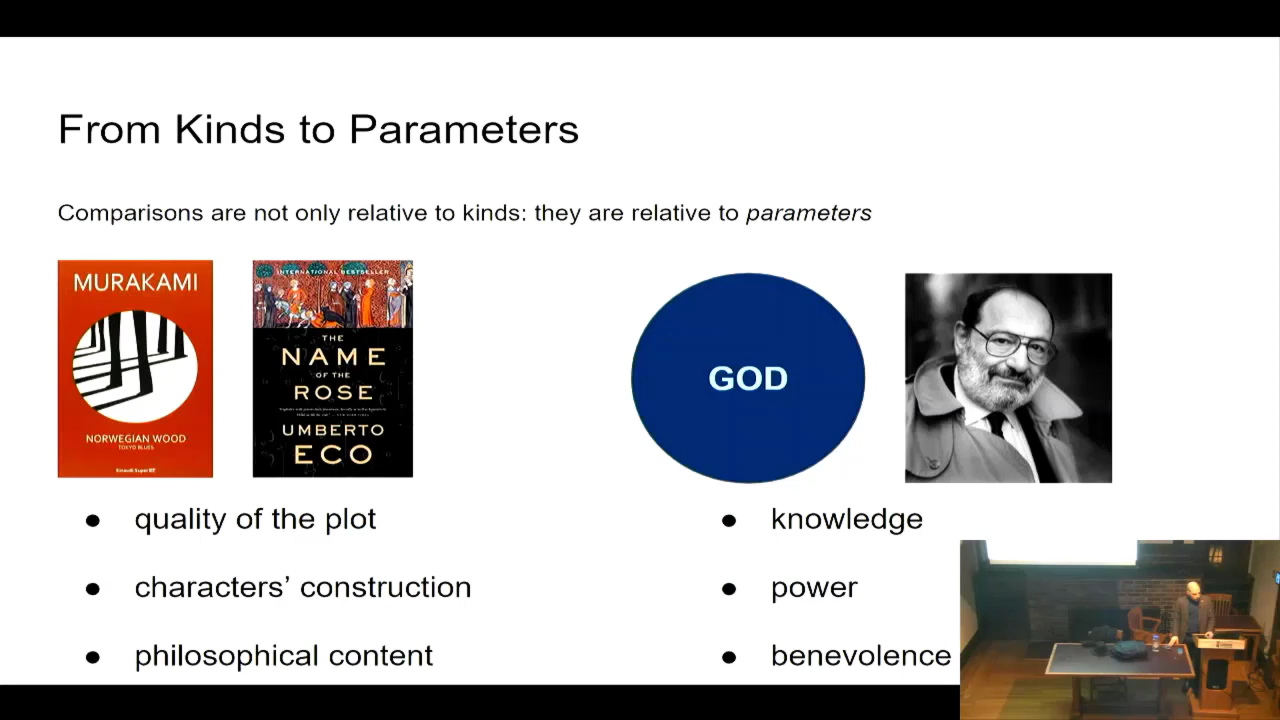 From Kinds to Parameters
Comparisons are not only relative to kinds: they are relative to parameters
MURAKAMI
NORWEGIAN WOOD
TOKYO BLUES
INTERNATIONAL BESTSELLER
THE
NAME
OF THE
ROSE
UMBERTO
ECO
GOD
quality of the plot
characters' construction
philosophical content
knowledge
power
benevolence